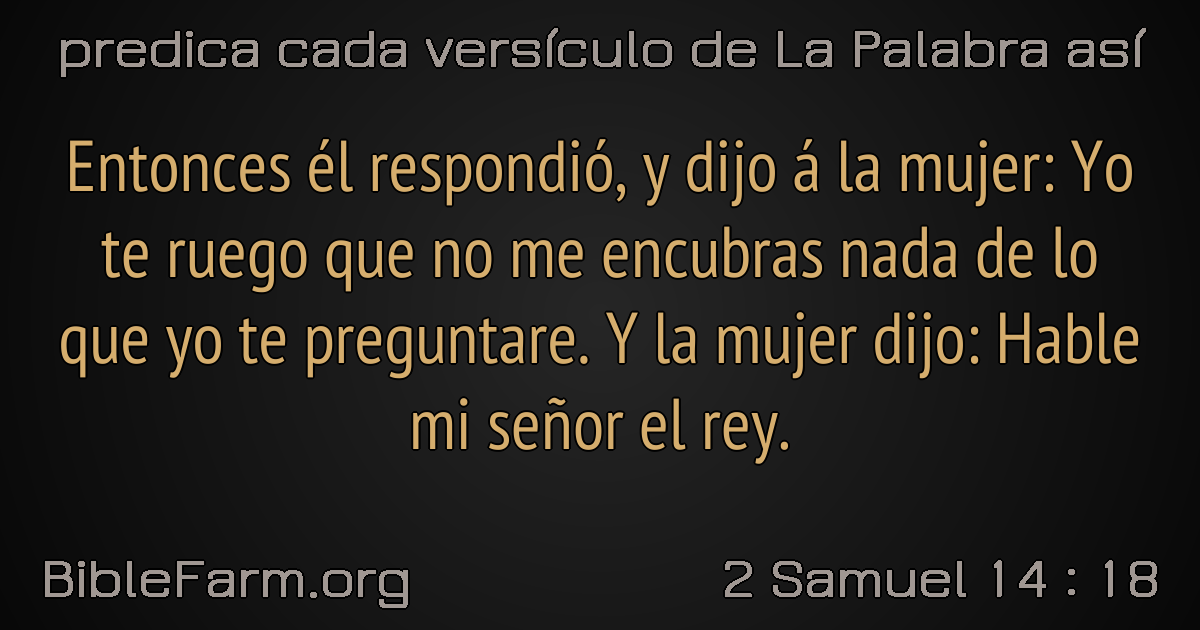 predica cada versículo de La Palabra así
Entonces él respondió, y dijo á la mujer: Yo
te ruego que no me encubras nada de lo
que yo te preguntare. Y la mujer dijo: Hable
mi señor el rey.
BibleFarm.org
2 Samuel 14 : 18